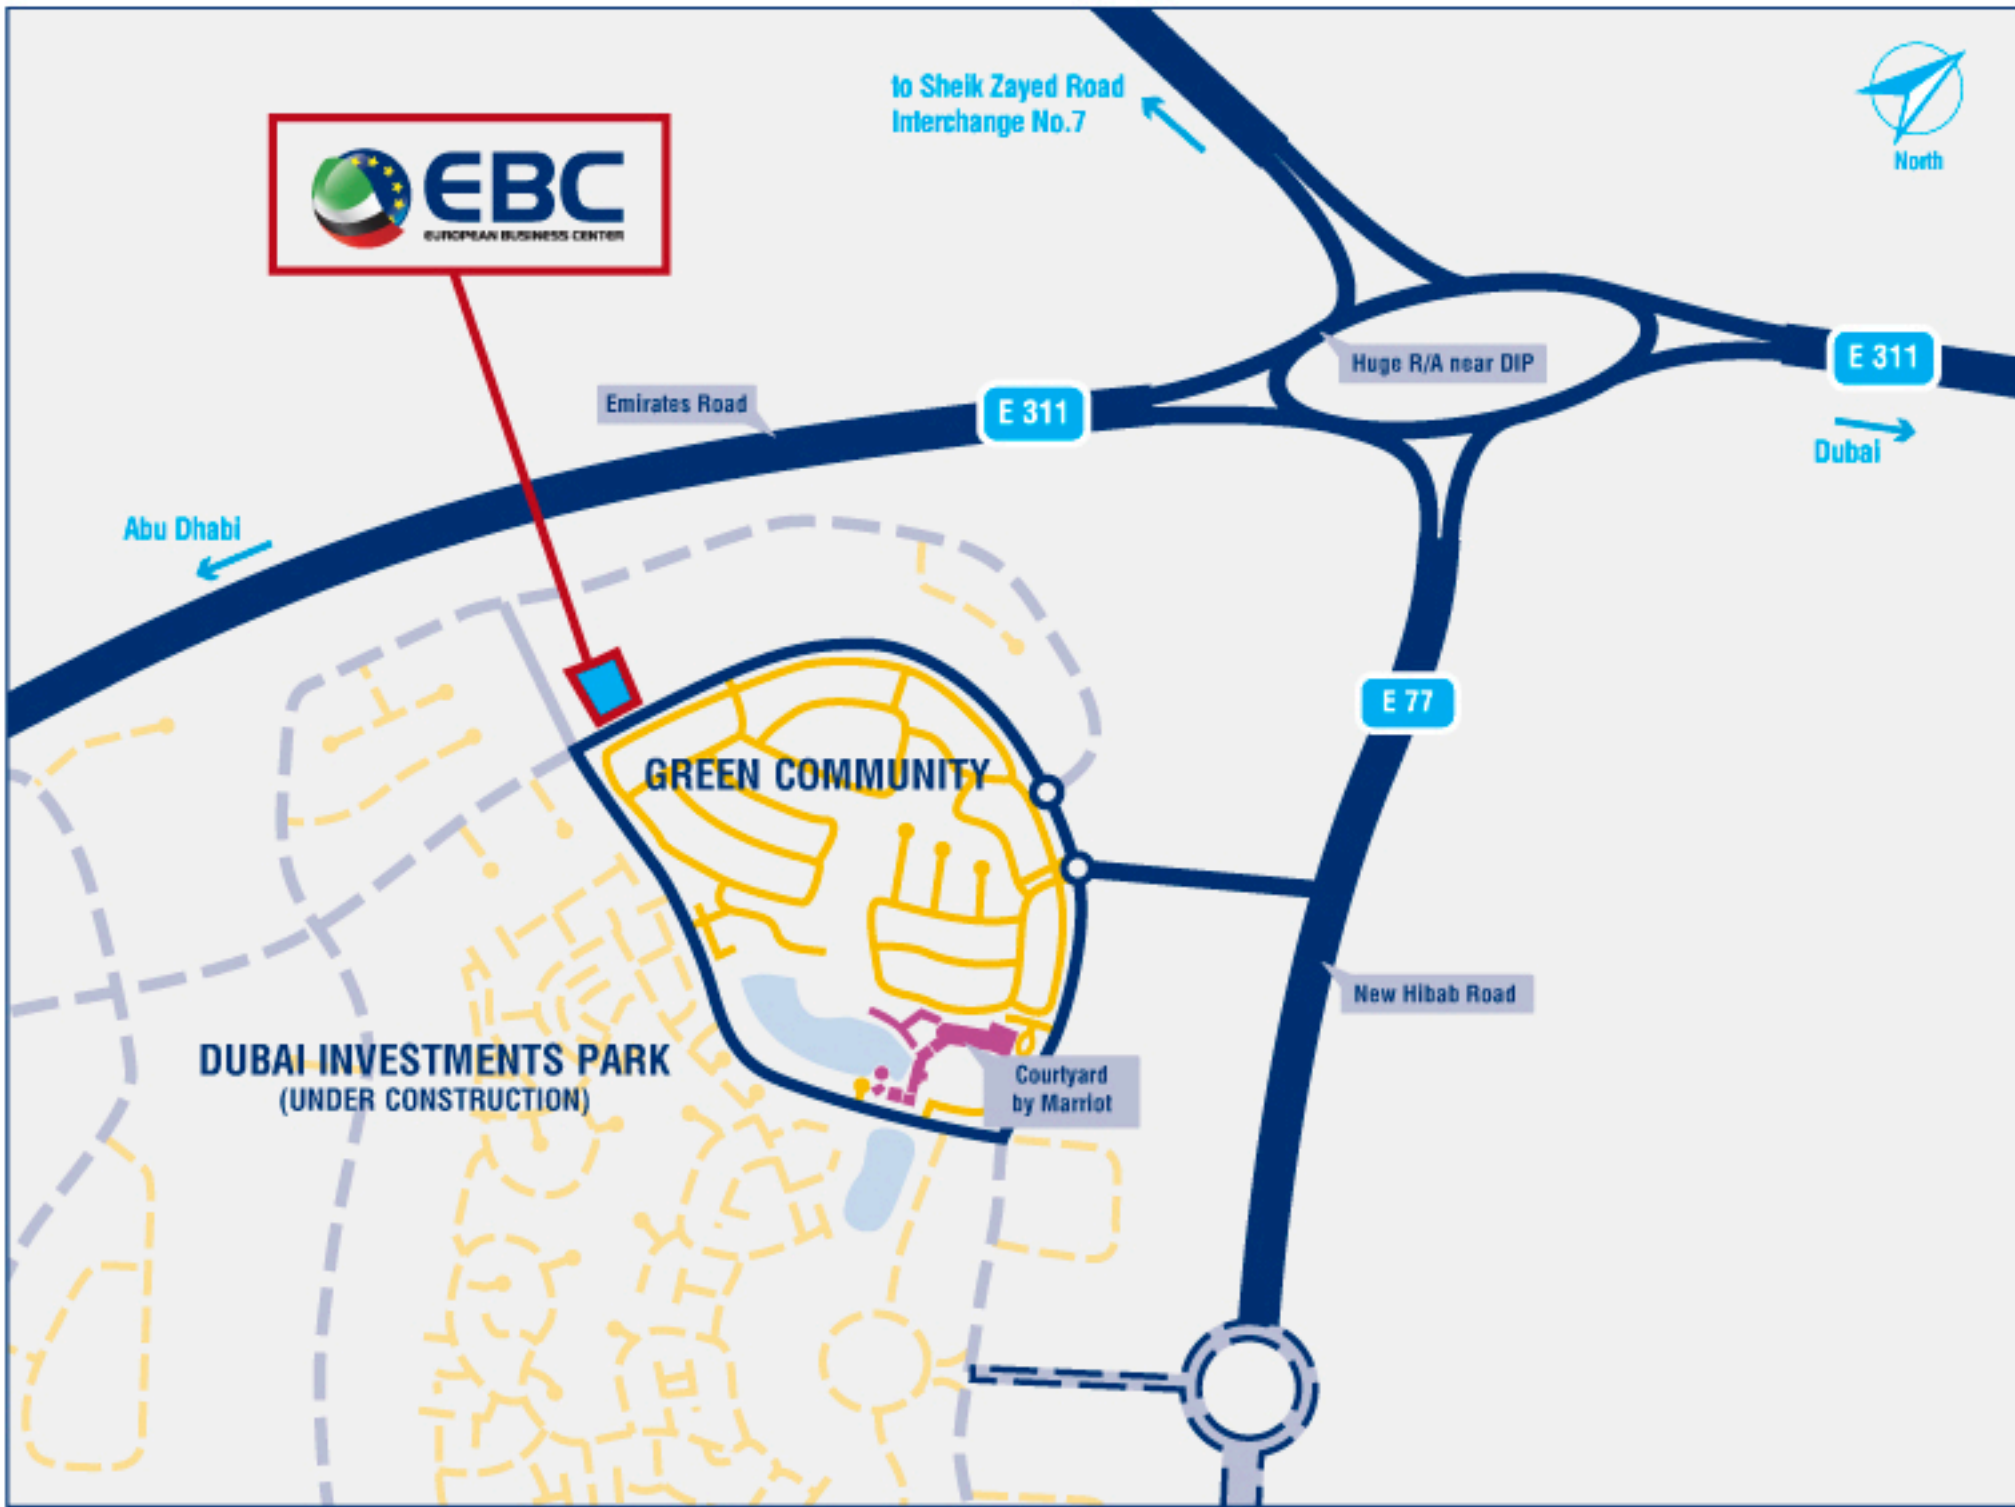 to Sheik Zayed Road
Interchange No.7
North
EBC
EUROPEAN BUSINESS CENTER
E 311
Huge R/A near DIP
Emirates Road
E 311
Dubai
Abu Dhabi
E 77
GREEN COMMUNITY
New Hibab Road
DUBAI INVESTMENTS PARK
(UNDER CONSTRUCTION)
Courtyard
by Marriot